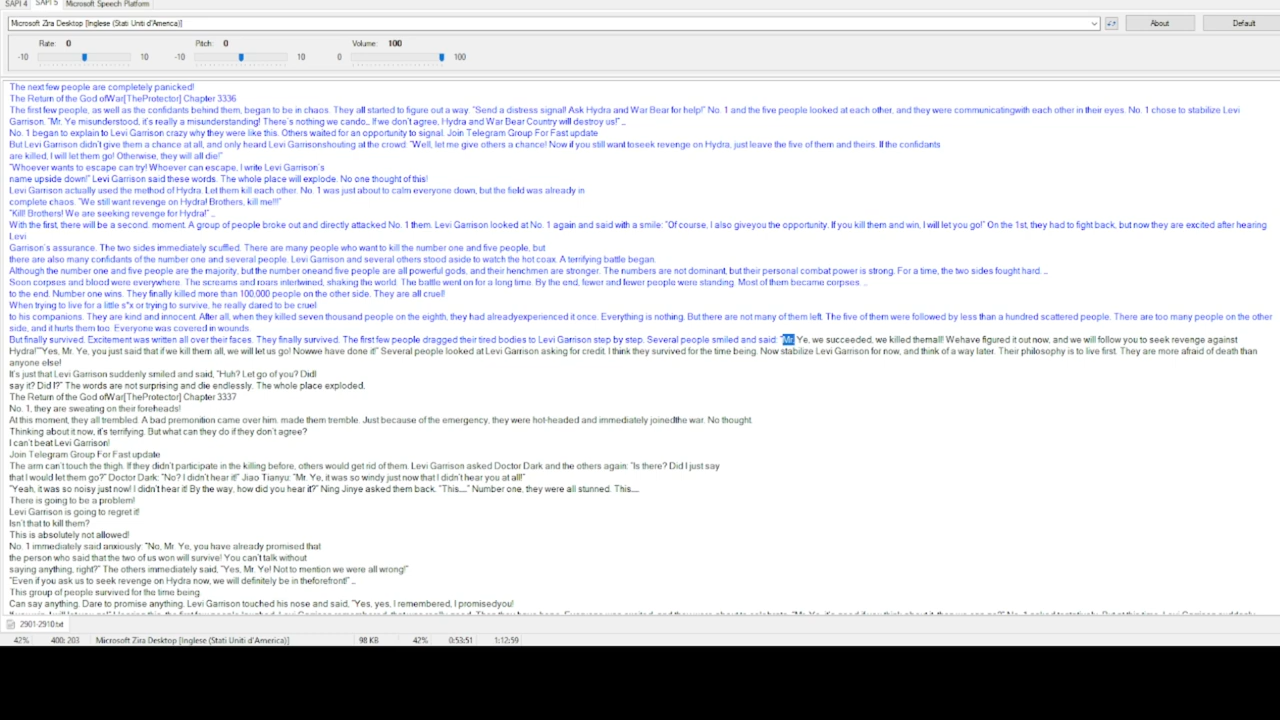 SAPI 4 SAPI 5 Microsoft Speech Platform
Microsoft Zira Desktop [Inglese (Stati Uniti d'America)]
About
Default
Rate: 0 Pitch: 0 Volume: 100
-10 10 -10 10 0 100
The next few people are completely panicked!
The Return of the God ofWar[TheProtector] Chapter 3336
The first few people, as well as the confidants behind them, began to be in chaos. They all started to figure out a way. "Send a distress signal! Ask Hydra and War Bear for help!" No. 1 and the five people looked at each other, and they were communicatingwith each other in their eyes. No. 1 chose to stabilize Levi
Garrison. "Mr. Ye misunderstood, it's really a misunderstanding! There's nothing we cando... If we don't agree, Hydra and War Bear Country will destroy us!" ...
No. 1 began to explain to Levi Garrison crazy why they were like this. Others waited for an opportunity to signal. Join Telegram Group For Fast update
But Levi Garrison didn't give them a chance at all, and only heard Levi Garrisonshouting at the crowd: "Well, let me give others a chance! Now if you still want toseek revenge on Hydra, just leave the five of them and theirs. If the confidants
are killed, I will let them go! Otherwise, they will all die!"
"Whoever wants to escape can try! Whoever can escape, I write Levi Garrison's
name upside down!" Levi Garrison said these words. The whole place will explode. No one thought of this!
Levi Garrison actually used the method of Hydra. Let them kill each other. No. 1 was just about to calm everyone down, but the field was already in
complete chaos. "We still want revenge on Hydra! Brothers, kill me!!!"
"Kill! Brothers! We are seeking revenge for Hydra!" ...
With the first, there will be a second. moment. A group of people broke out and directly attacked No. 1 them. Levi Garrison looked at No. 1 again and said with a smile: "Of course, I also giveyou the opportunity. If you kill them and win, I will let you go!" On the 1st, they had to fight back, but now they are excited after hearing
Levi
Garrison's assurance. The two sides immediately scuffled. There are many people who want to kill the number one and five people, but
there are also many confidants of the number one and several people. Levi Garrison and several others stood aside to watch the hot coax. A terrifying battle began.
Although the number one and five people are the majority, but the number oneand five people are all powerful gods, and their henchmen are stronger. The numbers are not dominant, but their personal combat power is strong. For a time, the two sides fought hard. ...
Soon corpses and blood were everywhere. The screams and roars intertwined, shaking the world. The battle went on for a long time. By the end, fewer and fewer people were standing. Most of them became corpses. ...
to the end. Number one wins. They finally killed more than 100,000 people on the other side. They are all cruel!
When trying to live for a little s*x or trying to survive, he really dared to be cruel
to his companions. They are kind and innocent. After all, when they killed seven thousand people on the eighth, they had alreadyexperienced it once. Everything is nothing. But there are not many of them left. The five of them were followed by less than a hundred scattered people. There are too many people on the other
side, and it hurts them too. Everyone was covered in wounds.
But finally survived. Excitement was written all over their faces. They finally survived. The first few people dragged their tired bodies to Levi Garrison step by step. Several people smiled and said: "Mr. Ye, we succeeded, we killed themall! Wehave figured it out now, and we will follow you to seek revenge against
Hydra!""Yes, Mr. Ye, you just said that if we kill them all, we will let us go! Nowwe have done it!" Several people looked at Levi Garrison asking for credit. I think they survived for the time being. Now stabilize Levi Garrison for now, and think of a way later. Their philosophy is to live first. They are more afraid of death than
anyone else!
It's just that Levi Garrison suddenly smiled and said, "Huh? Let go of you? DidI
say it? Did I?" The words are not surprising and die endlessly. The whole place exploded,
The Return of the God ofWar[TheProtector] Chapter 3337
No. 1, they are sweating on their foreheads!
At this moment, they all trembled. A bad premonition came over him. made them tremble. Just because of the emergency, they were hot-headed and immediately joinedthe war. No thought.
Thinking about it now, it's terrifying. But what can they do if they don't agree?
I can't beat Levi Garrison!
Join Telegram Group For Fast update
The arm can't touch the thigh. If they didn't participate in the killing before, others would get rid of them. Levi Garrison asked Doctor Dark and the others again: "Is there? Did I just say
that I would let them go?" Doctor Dark: "No? I didn't hear it!" Jiao Tianyu: "Mr. Ye, it was so windy just now that I didn't hear you at all!"
"Yeah, it was so noisy just now! I didn't hear it! By the way, how did you hear it?" Ning Jinye asked them back. "This....." Number one, they were all stunned. This.....
There is going to be a problem!
Levi Garrison is going to regret it!
Isn't that to kill them?
This is absolutely not allowed!
No. 1 immediately said anxiously: "No, Mr. Ye, you have already promised that
the person who said that the two of us won will survive! You can't talk without
saying anything, right?" The others immediately said, "Yes, Mr. Ye! Not to mention we were all wrong!"
"Even if you ask us to seek revenge on Hydra now, we will definitely be in theforefront!" ...
This group of people survived for the time being.
Can say anything. Dare to promise anything. Levi Garrison touched his nose and said, "Yes, yes, I remembered, I promisedyou!
2901-2910.txt
42% 400: 203 Microsoft Zira Desktop [Inglese (Stati Uniti d'America)] 98 KB 42% 0:53:51 1:12:59